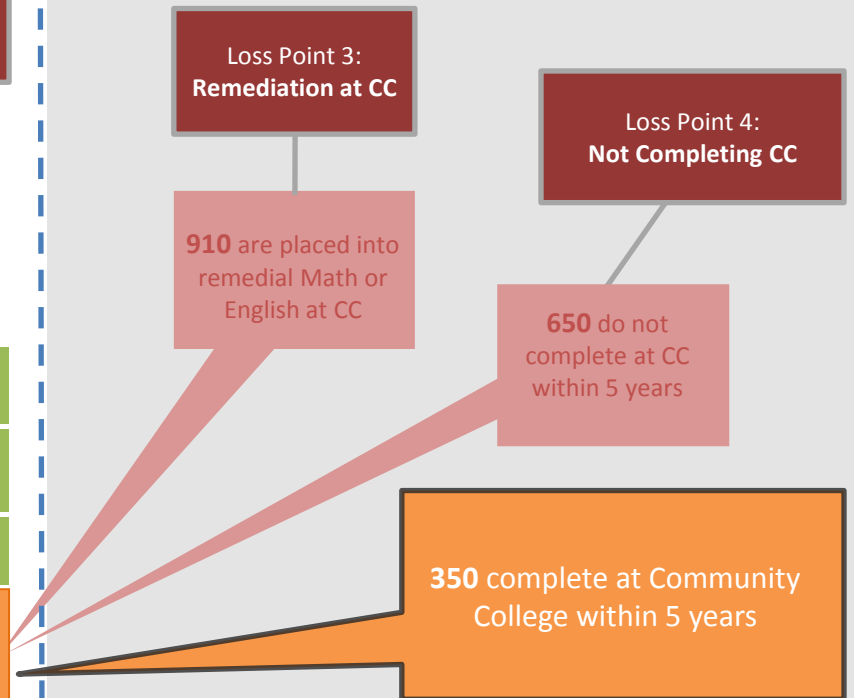 Loss Point 3:
Remediation at CC
Loss Point 4:
Not Completing CC
910 are placed into
remedial Math or
English at CC
650 do not
complete at CC
within 5 years
350 complete at Community
College within 5 years